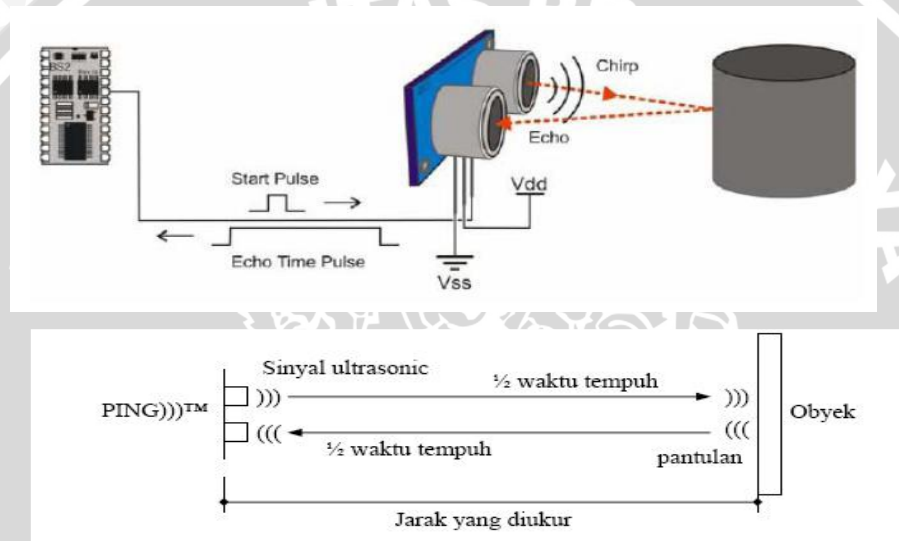 BS2
Chirp
Echo
Start Pulse
Vdd
Echo Time Pulse
Vss
Sinyal ultrasonic
½ waktu tempuh
PING)))™
)))
)))
Obyek
(((
(((
½ waktu tempuh
pantulan
Jarak yang diukur